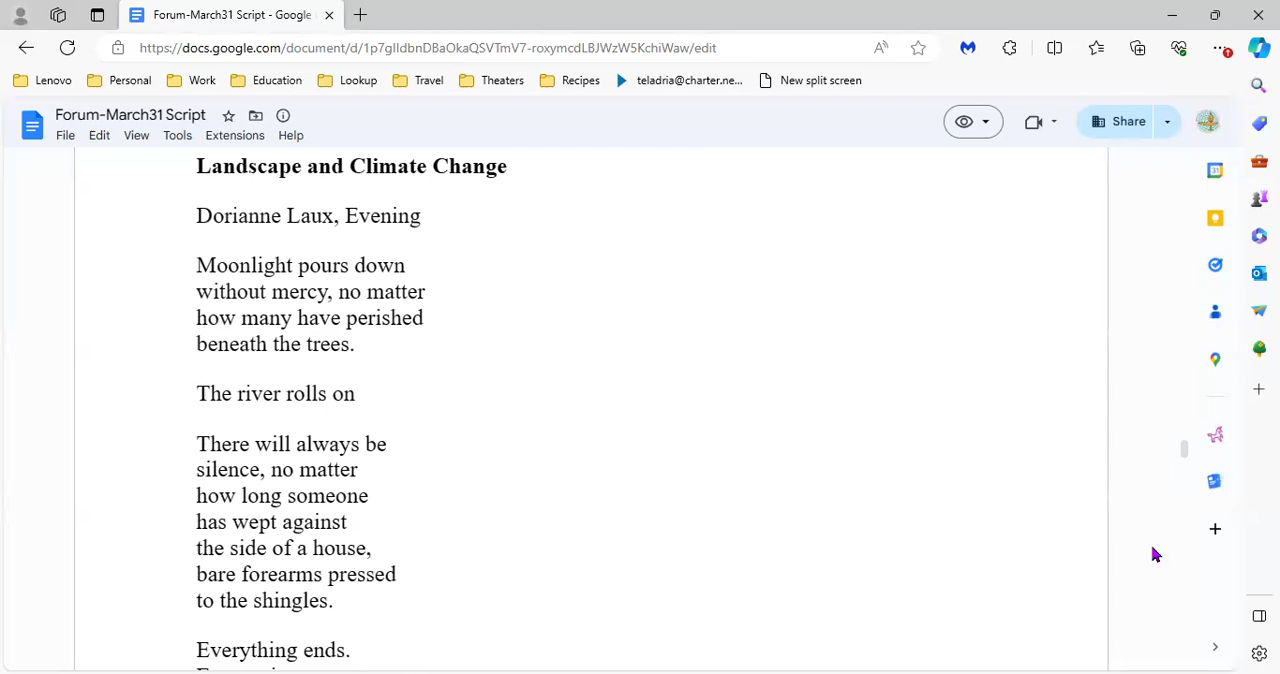 Forum-March31 Script - Google
https://docs.google.com/document/d/1p7glIdbnDBaOkaQSVTmV7-roxymcdLBJWzW5KchiWaw/edit
Lenovo Personal Work Education Lookup Travel Theaters Recipes teladria@charter.ne... New split screen
Forum-March31 Script
File Edit View Tools Extensions Help
Share
31
Landscape and Climate Change
Dorianne Laux, Evening
Moonlight pours down
without mercy, no matter
how many have perished
beneath the trees.
The river rolls on
There will always be
silence, no matter
how long someone
has wept against
the side of a house,
bare forearms pressed
to the shingles.
Everything ends.